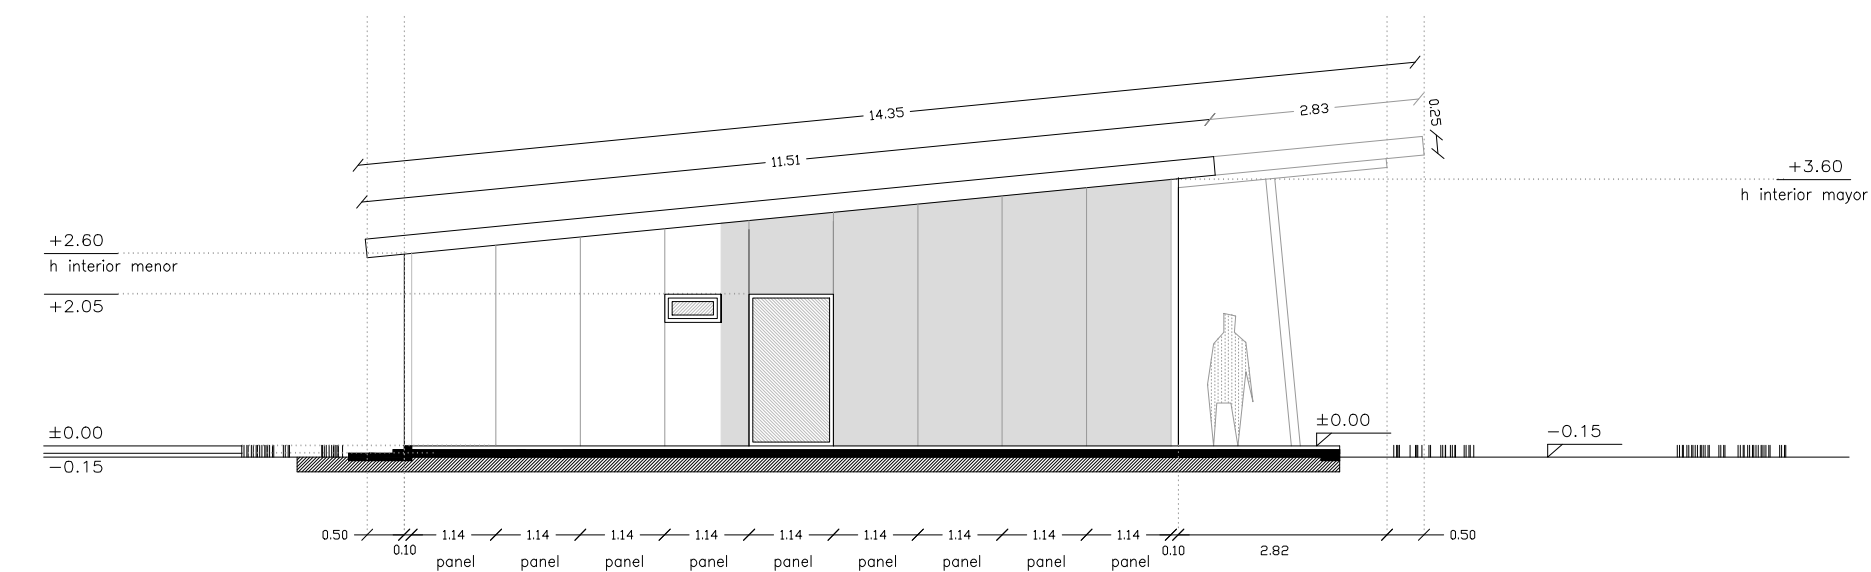 14.35
2.83
0.25
11.51
+3.60
h interior mayor
+2.60
h interior menor
+2.05
±0.00
±0.00
−0.15
−0.15
0.50 0.10 1.14 1.14 1.14 1.14 1.14 1.14 1.14 1.14 1.14 0.10 2.82 0.50
panel panel panel panel panel panel panel panel panel